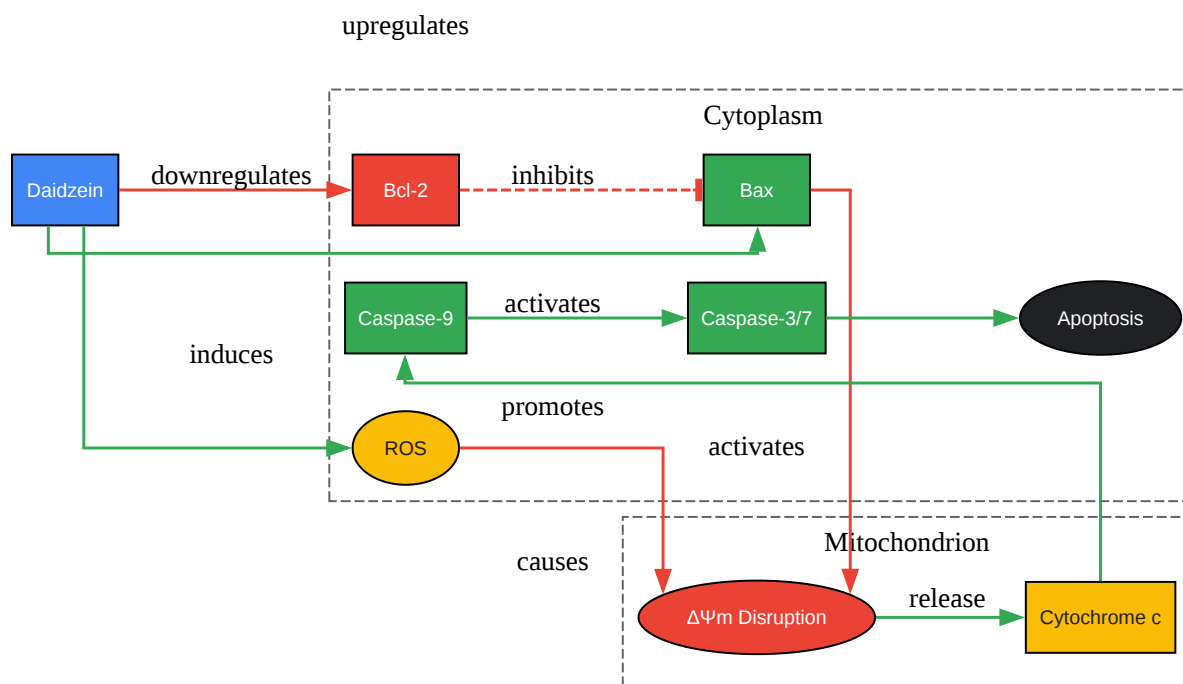 upregulates
Cytoplasm
Daidzein
downregulates
Bcl-2
inhibits
Bax
Caspase-9
activates
Caspase-3/7
Apoptosis
induces
promotes
ROS
activates
Mitochondrion
causes
ΔΨm Disruption
release
Cytochrome c